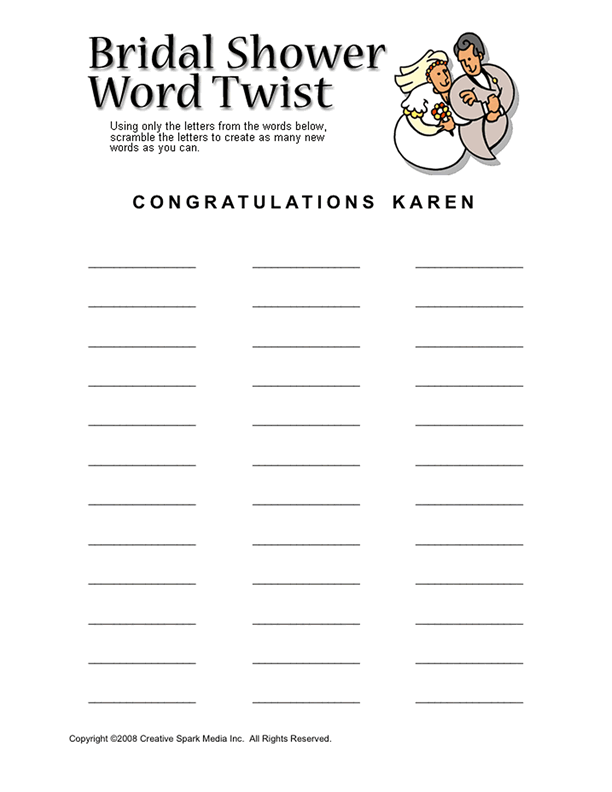 Bridal Shower
Word Twist
Using only the letters from the words below,
scramble the letters to create as many new
words as you can.
CONGRATULATIONS KAREN
Copyright ©2008 Creative Spark Media Inc. All Rights Reserved.